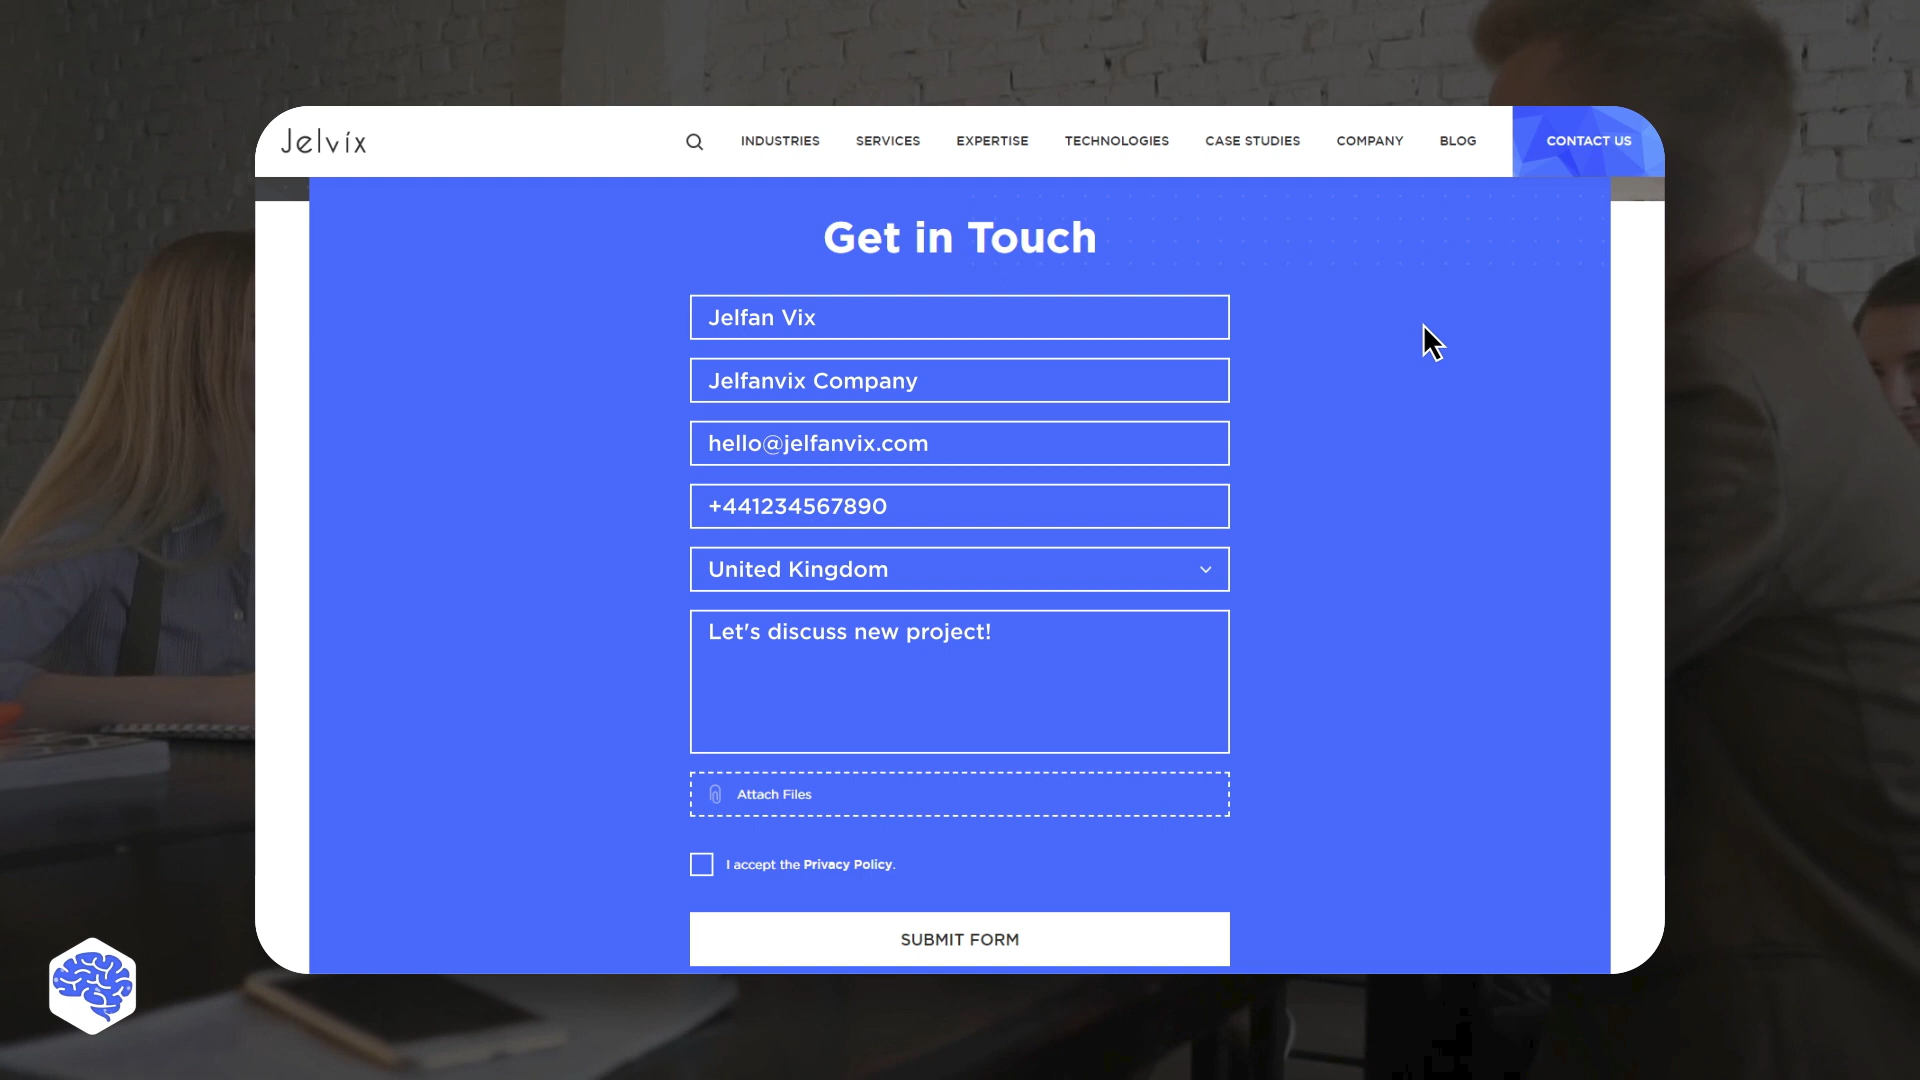 Jelvix
INDUSTRIES SERVICES EXPERTISE TECHNOLOGIES CASE STUDIES COMPANY BLOG CONTACT US
Get in Touch
Jelfan Vix
Jelfanvix Company
hello@jelfanvix.com
+441234567890
United Kingdom
Let's discuss new project!
Attach Files
I accept the Privacy Policy.
SUBMIT FORM